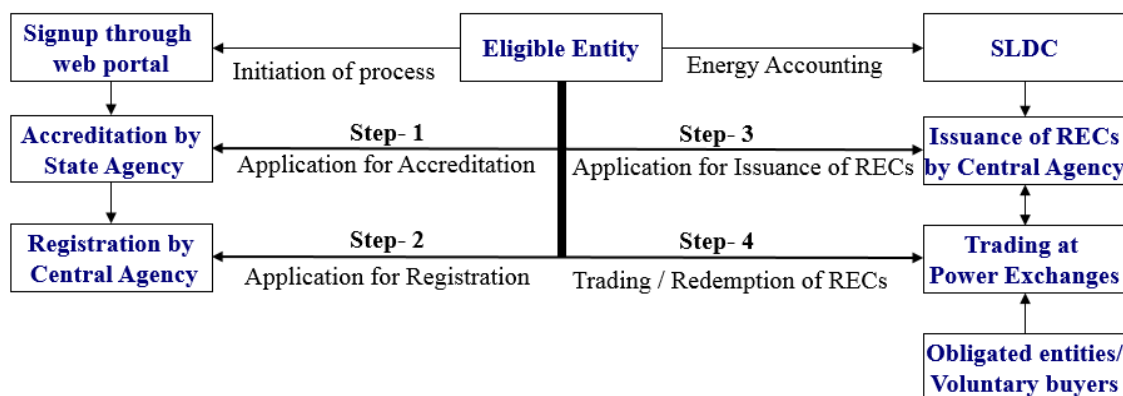 Signup through
web portal
Initiation of process
Eligible Entity
Energy Accounting
SLDC
Accreditation by
State Agency
Step- 1
Application for Accreditation
Step- 3
Application for Issuance of RECs
Issuance of RECs
by Central Agency
Registration by
Central Agency
Step- 2
Application for Registration
Step- 4
Trading / Redemption of RECs
Trading at
Power Exchanges
Obligated entities/
Voluntary buyers